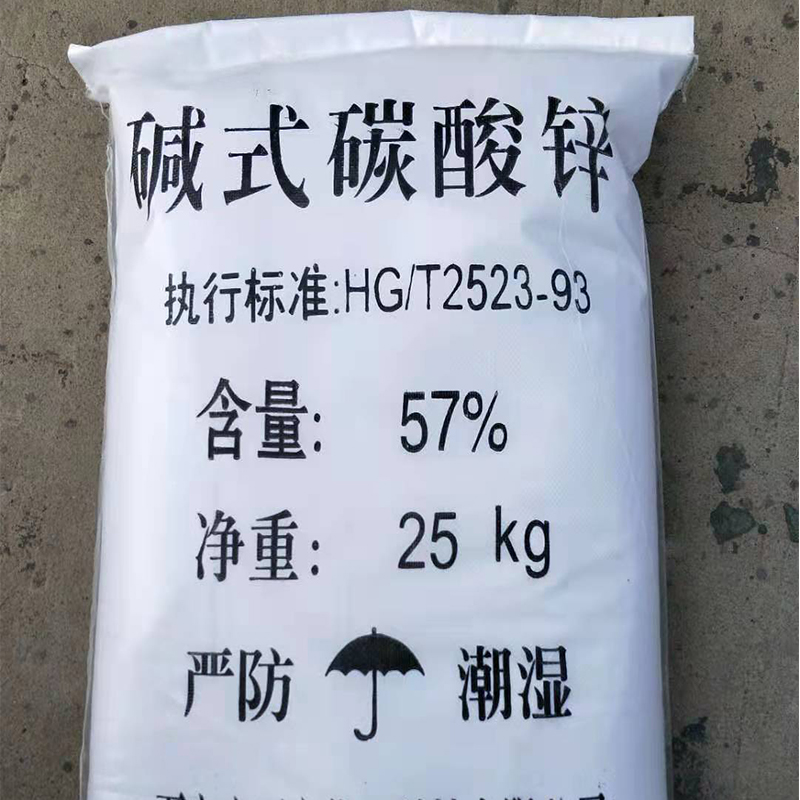 碱式碳酸锌
执行标准:HG/T2523-93
含量: 57%
净重: 25 kg
严防 潮湿